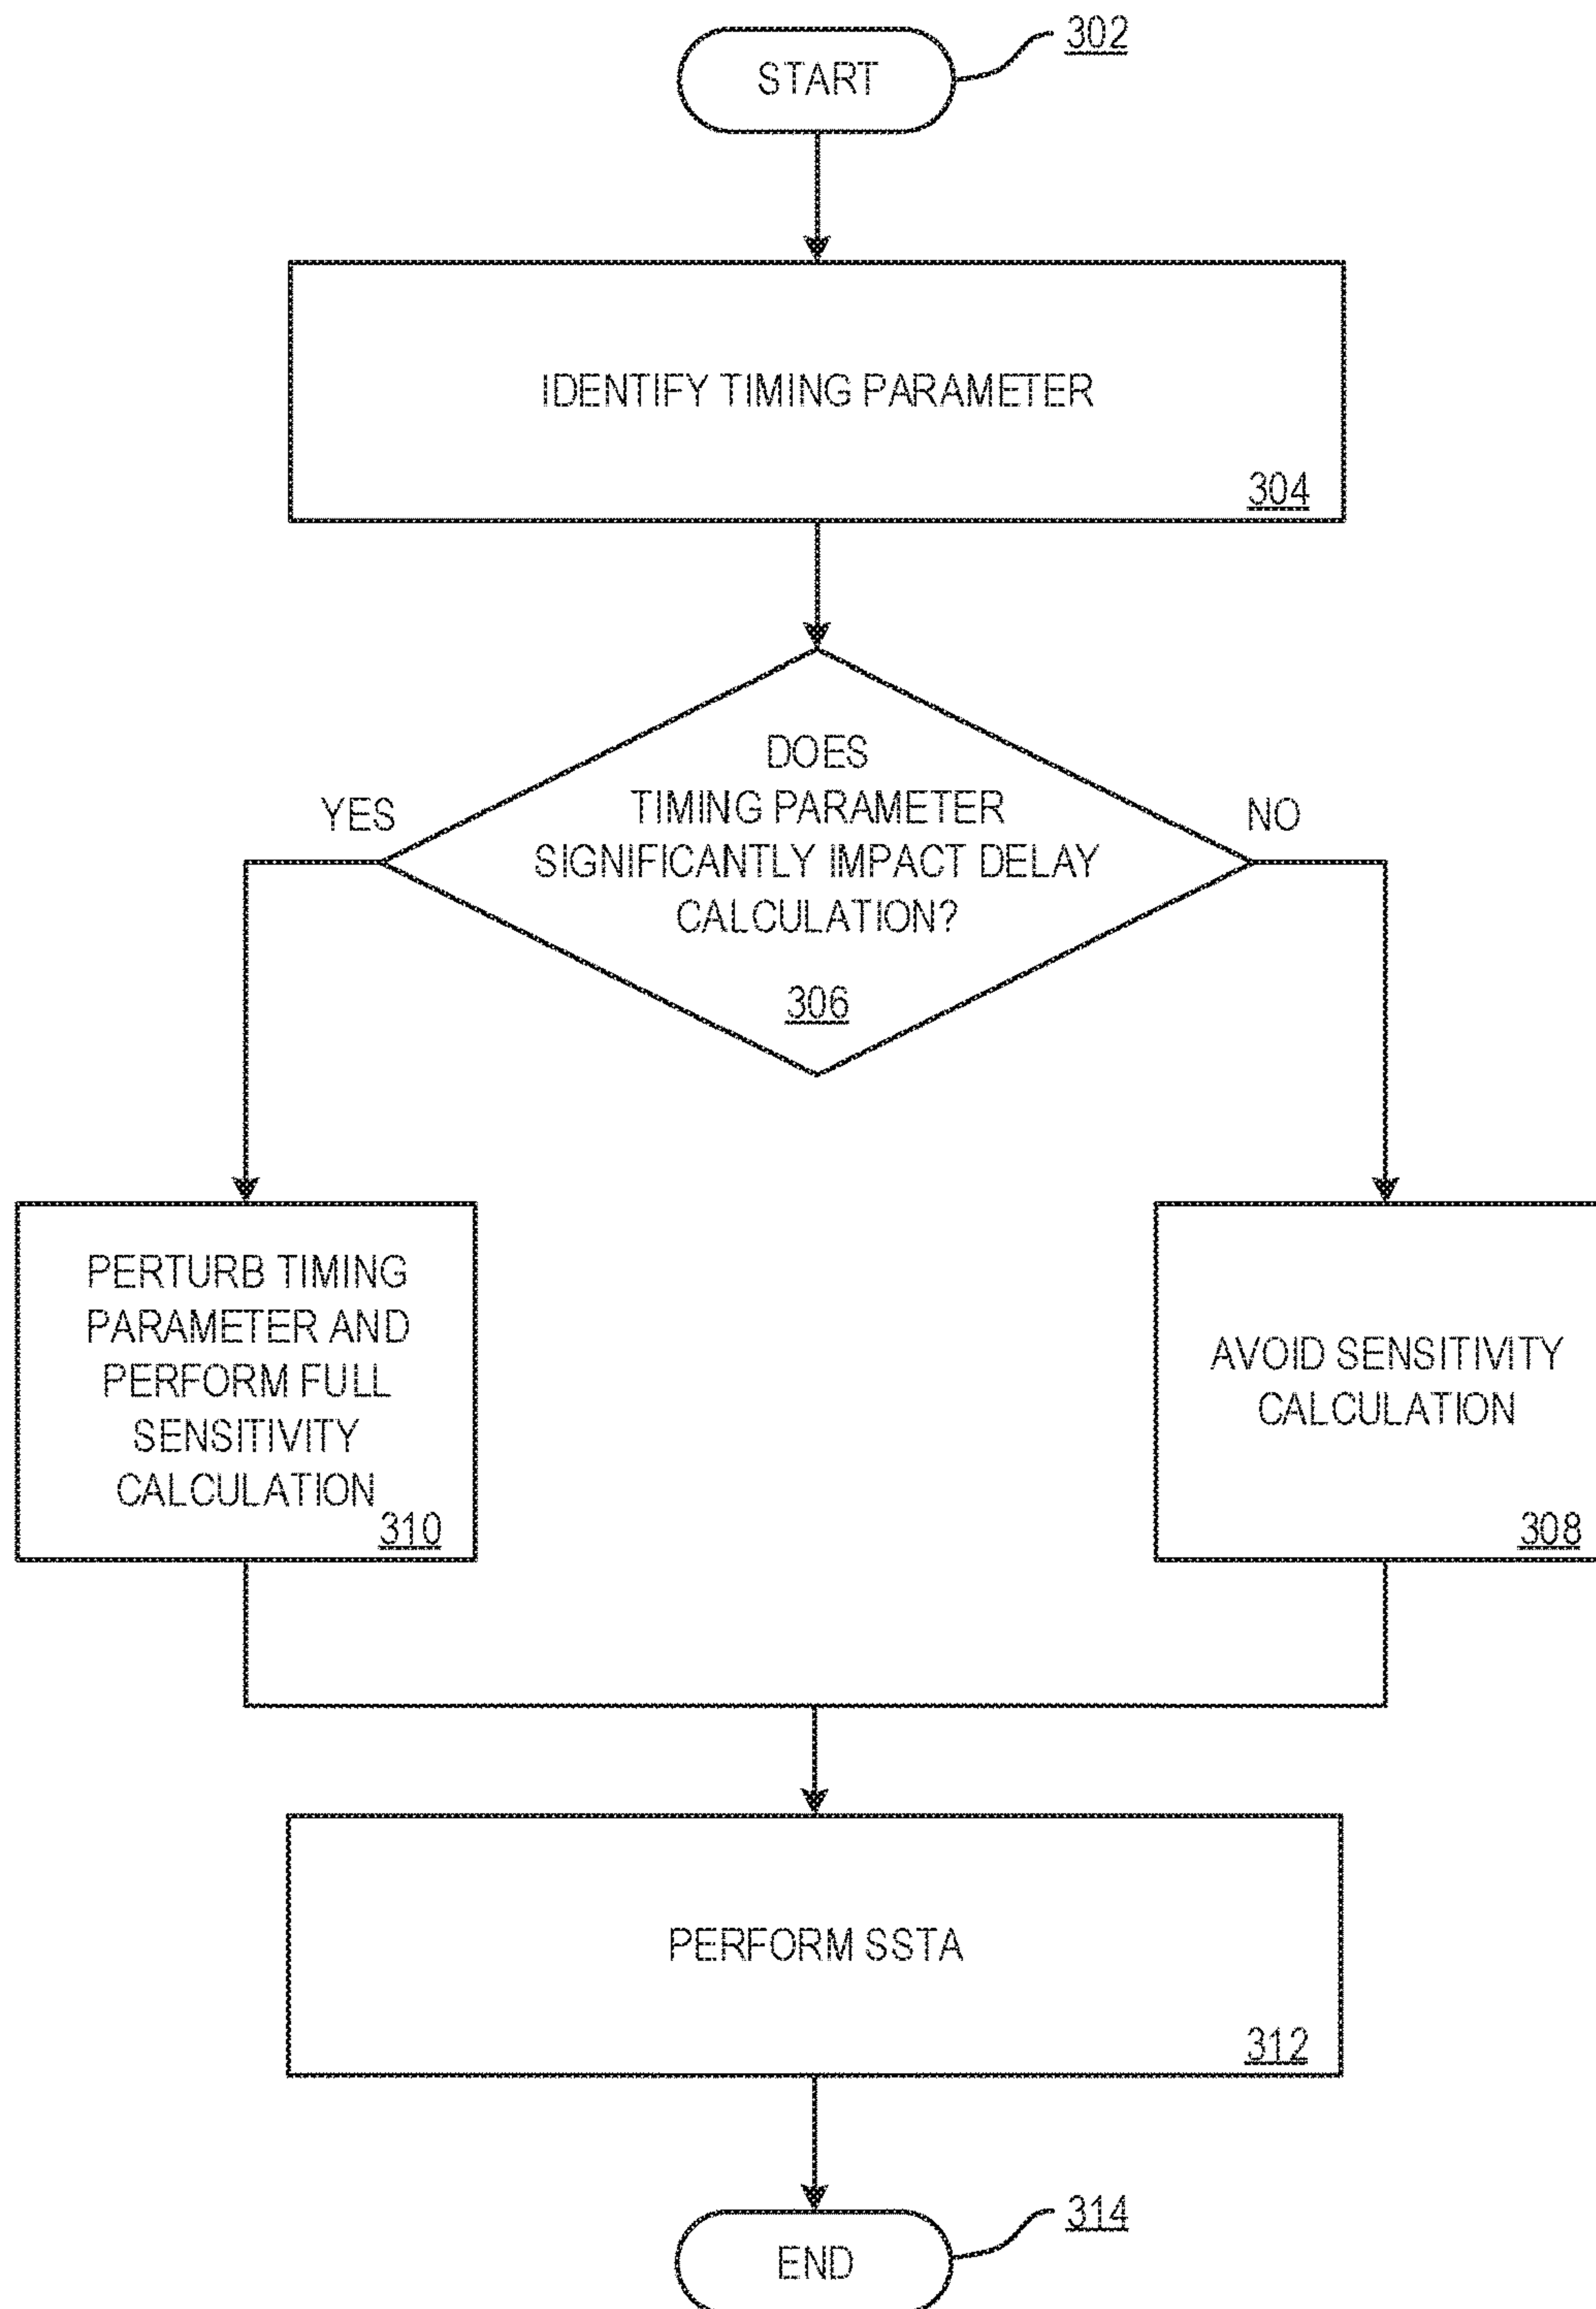 START
302
IDENTIFY TIMING PARAMETER
304
DOES
TIMING PARAMETER
SIGNIFICANTLY IMPACT DELAY
CALCULATION?
306
YES
NO
PERTURB TIMING
PARAMETER AND
PERFORM FULL
SENSITIVITY
CALCULATION
310
AVOID SENSITIVITY
CALCULATION
308
PERFORM SSTA
312
END
314